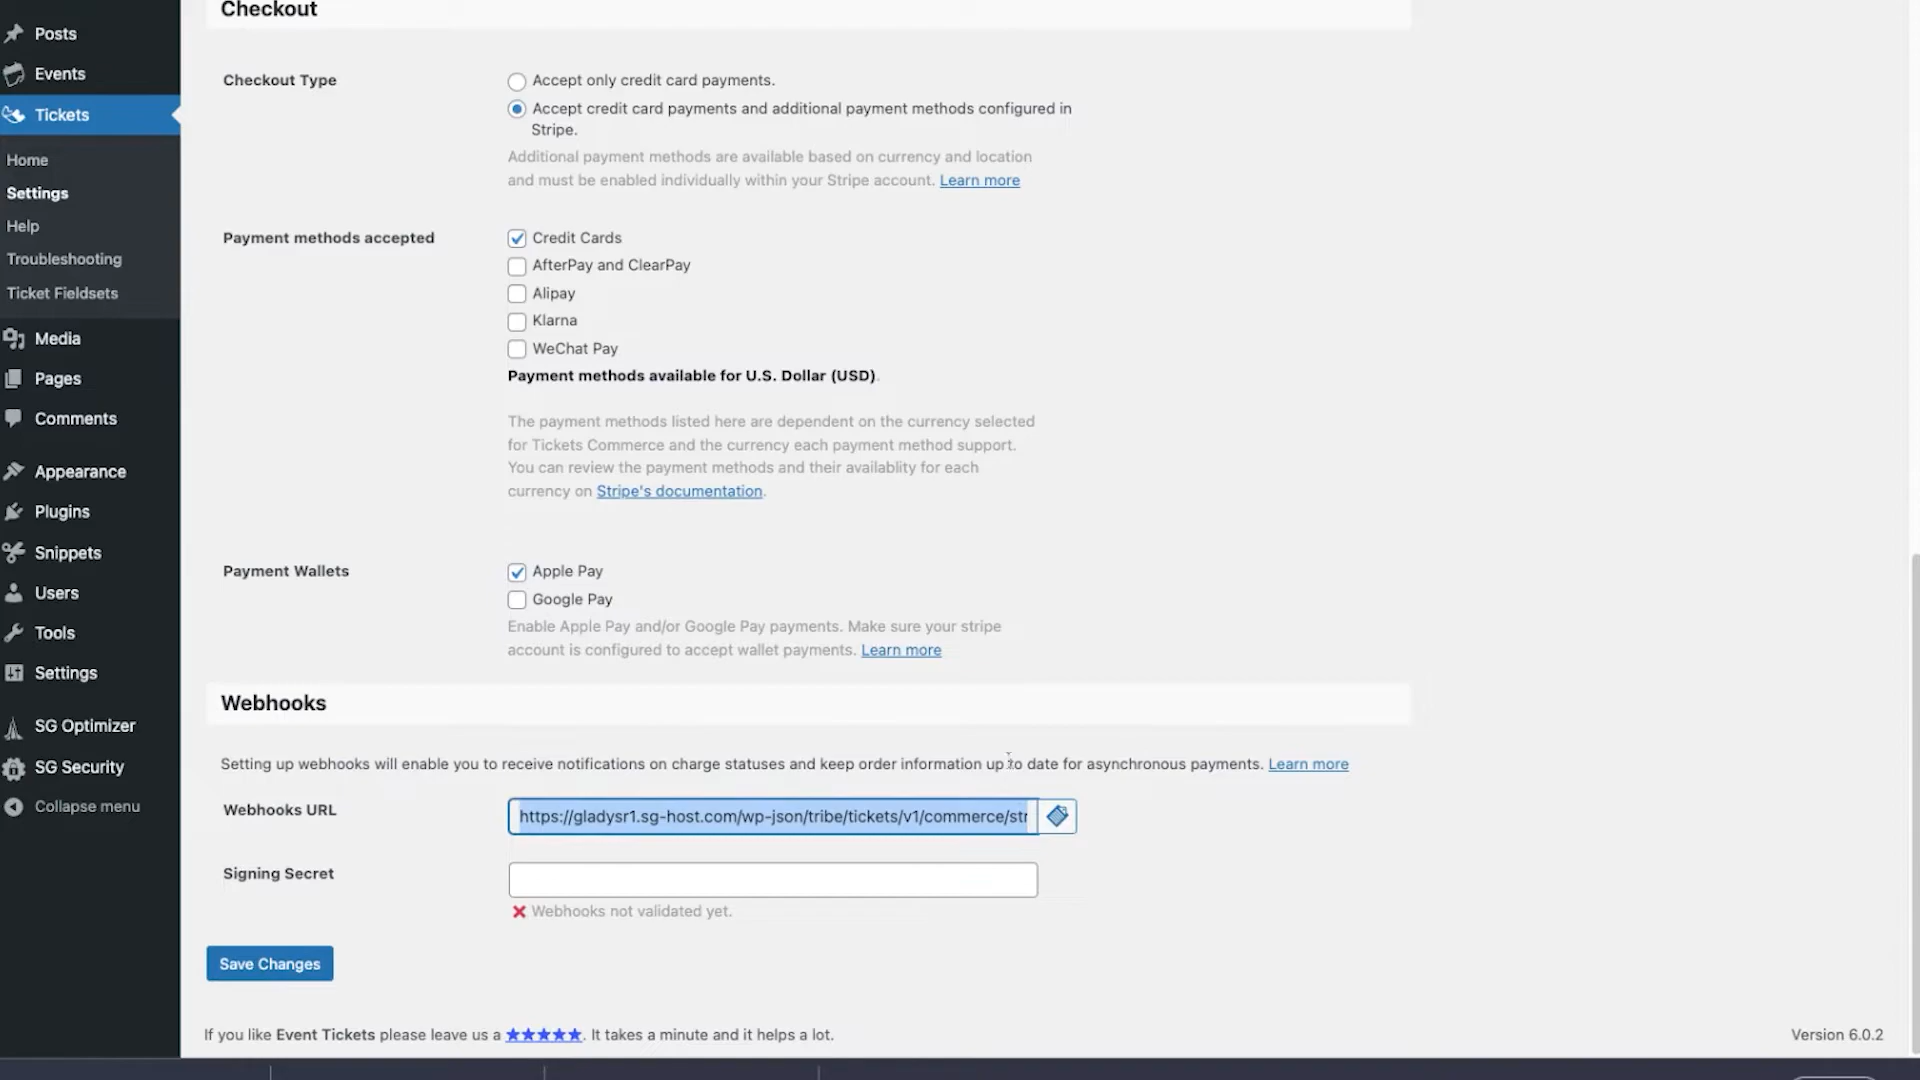 Checkout
Posts
Events
Tickets
Home
Settings
Help
Troubleshooting
Ticket Fieldsets
Media
Pages
Comments
Appearance
Plugins
Snippets
Users
Tools
Settings
SG Optimizer
SG Security
Collapse menu
Checkout Type
Accept only credit card payments.
Accept credit card payments and additional payment methods configured in
Stripe.
Additional payment methods are available based on currency and location
and must be enabled individually within your Stripe account. Learn more
Payment methods accepted
Credit Cards
AfterPay and ClearPay
Alipay
Klarna
WeChat Pay
Payment methods available for U.S. Dollar (USD).
The payment methods listed here are dependent on the currency selected
for Tickets Commerce and the currency each payment method support.
You can review the payment methods and their availablity for each
currency on Stripe's documentation.
Payment Wallets
Apple Pay
Google Pay
Enable Apple Pay and/or Google Pay payments. Make sure your stripe
account is configured to accept wallet payments. Learn more
Webhooks
Setting up webhooks will enable you to receive notifications on charge statuses and keep order information up to date for asynchronous payments. Learn more
Webhooks URL
https://gladysr1.sg-host.com/wp-json/tribe/tickets/v1/commerce/str
Signing Secret
Webhooks not validated yet.
Save Changes
If you like Event Tickets please leave us a ★★★★★. It takes a minute and it helps a lot.
Version 6.0.2